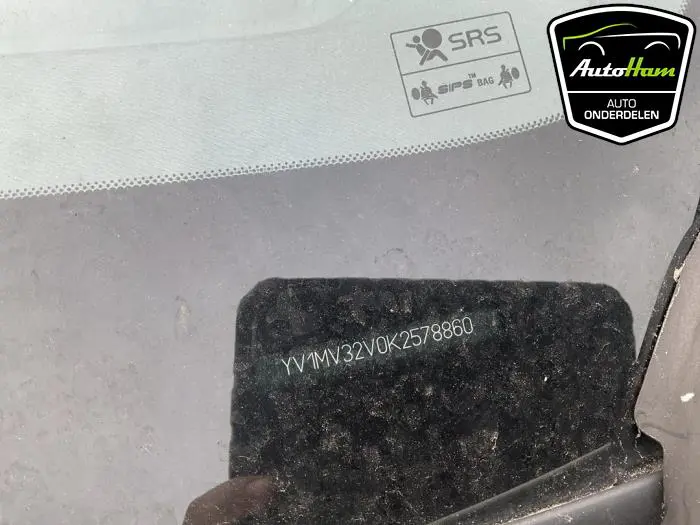 SRS
SIPS™ BAG
AutoHam
AUTO
ONDERDELEN
YV1MV32V0K2578860